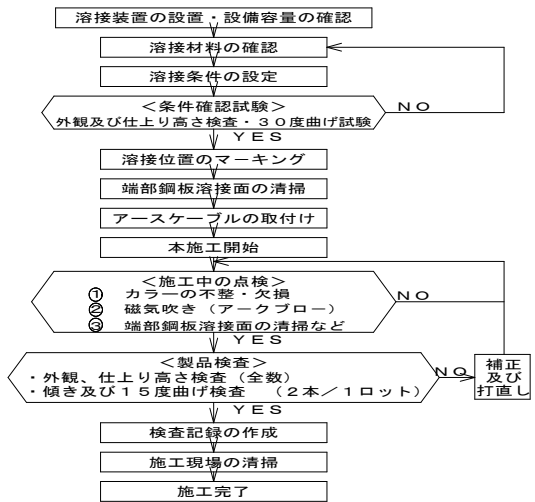 溶接装置の設置・設備容量の確認
溶接材料の確認
溶接条件の設定
＜条件確認試験＞
外観及び仕上り高さ検査・３０度曲げ試験
ＮＯ
ＹＥＳ
溶接位置のマーキング
端部鋼板溶接面の清掃
アースケーブルの取付け
本施工開始
＜施工中の点検＞
① カラーの不整・欠損
② 磁気吹き（アークブロー）
③ 端部鋼板溶接面の清掃など
ＮＯ
ＹＥＳ
＜製品検査＞
・外観、仕上り高さ検査（全数）
・傾き及び１５度曲げ検査　（２本／１ロット）
ＮＯ
補正
及び
打直し
ＹＥＳ
検査記録の作成
施工現場の清掃
施工完了